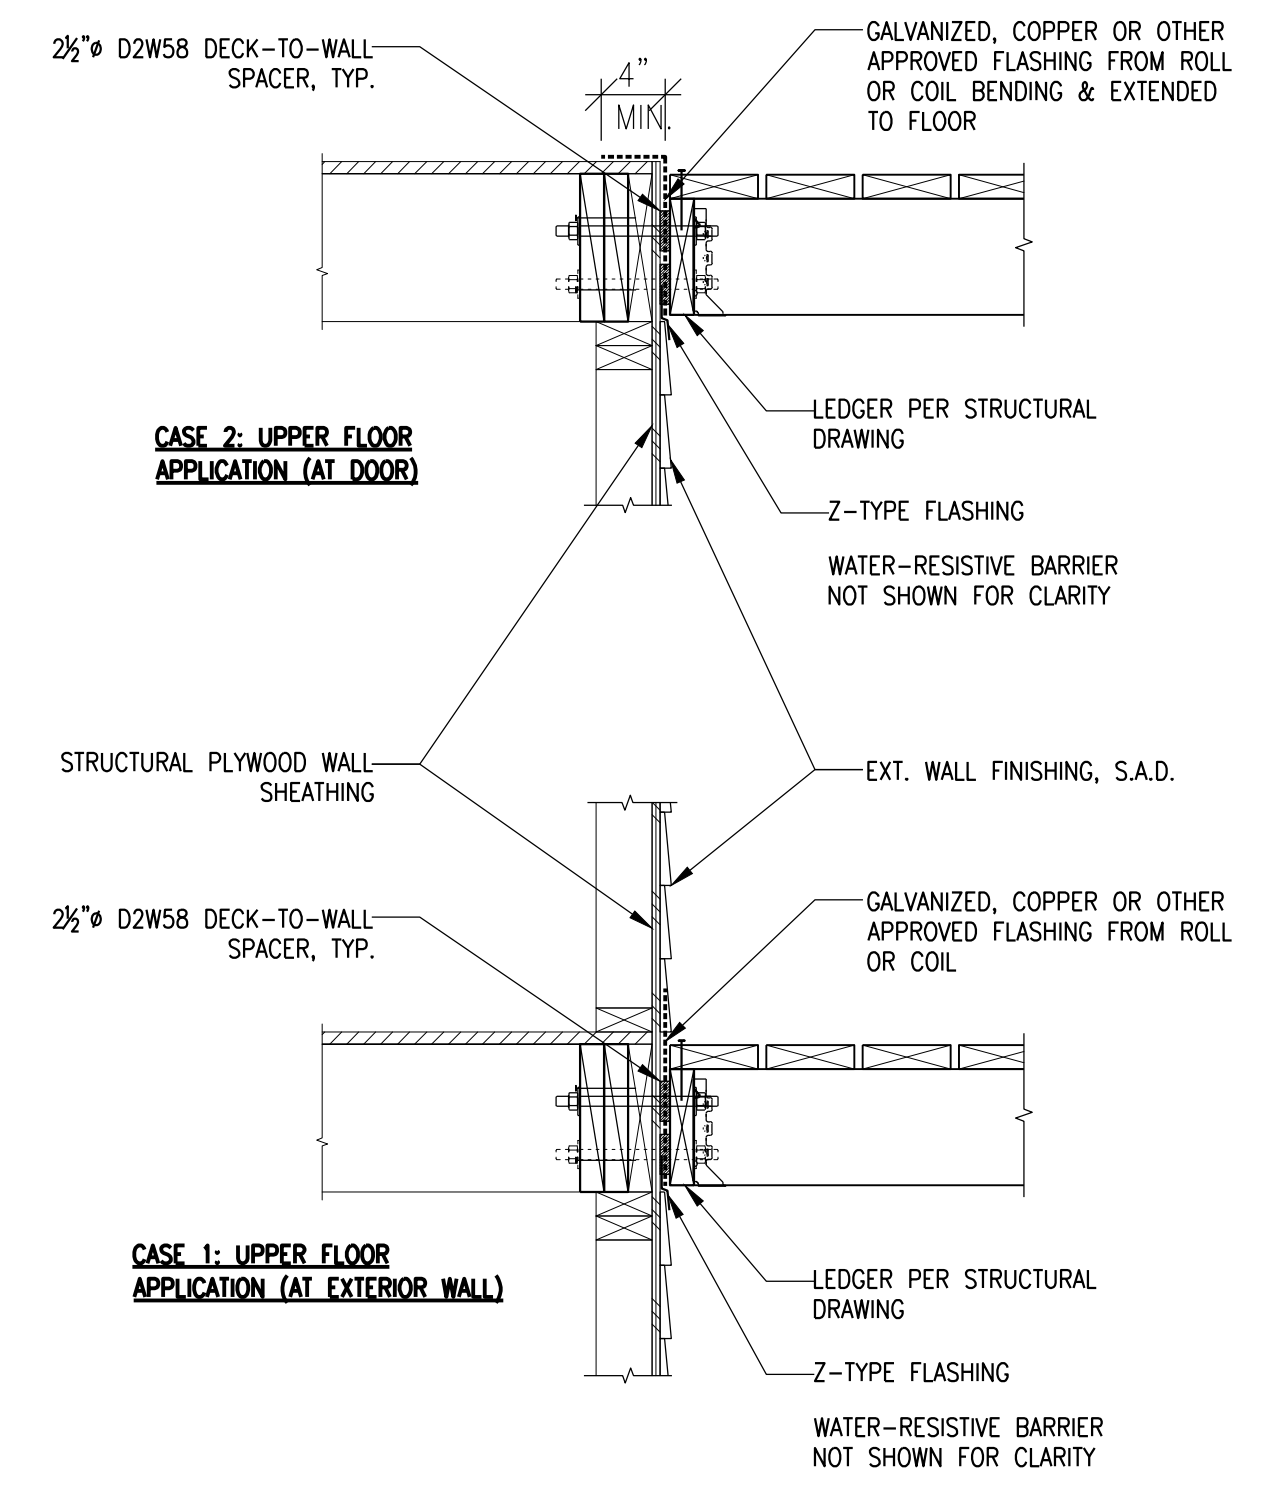 2½"ø D2W58 DECK-TO-WALL
SPACER, TYP.
4"
MIN.
GALVANIZED, COPPER OR OTHER
APPROVED FLASHING FROM ROLL
OR COIL BENDING & EXTENDED
TO FLOOR
LEDGER PER STRUCTURAL
DRAWING
CASE 2: UPPER FLOOR
APPLICATION (AT DOOR)
Z-TYPE FLASHING
WATER-RESISTIVE BARRIER
NOT SHOWN FOR CLARITY
STRUCTURAL PLYWOOD WALL
SHEATHING
EXT. WALL FINISHING, S.A.D.
2½"ø D2W58 DECK-TO-WALL
SPACER, TYP.
GALVANIZED, COPPER OR OTHER
APPROVED FLASHING FROM ROLL
OR COIL
CASE 1: UPPER FLOOR
APPLICATION (AT EXTERIOR WALL)
LEDGER PER STRUCTURAL
DRAWING
Z-TYPE FLASHING
WATER-RESISTIVE BARRIER
NOT SHOWN FOR CLARITY